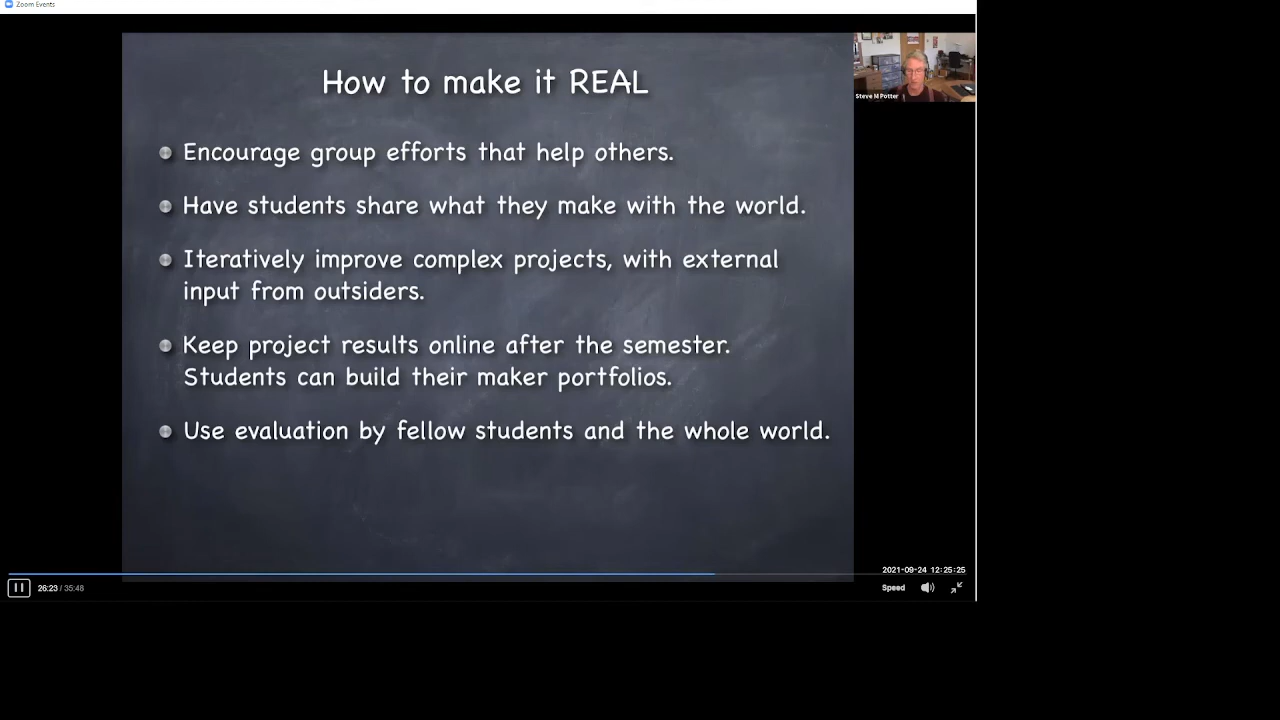 Zoom Events
How to make it REAL
Encourage group efforts that help others.
Have students share what they make with the world.
Iteratively improve complex projects, with external
input from outsiders.
Keep project results online after the semester.
Students can build their maker portfolios.
Use evaluation by fellow students and the whole world.
Steve M Potter
2021-09-24 12:25:25
26:23 / 35:48
Speed